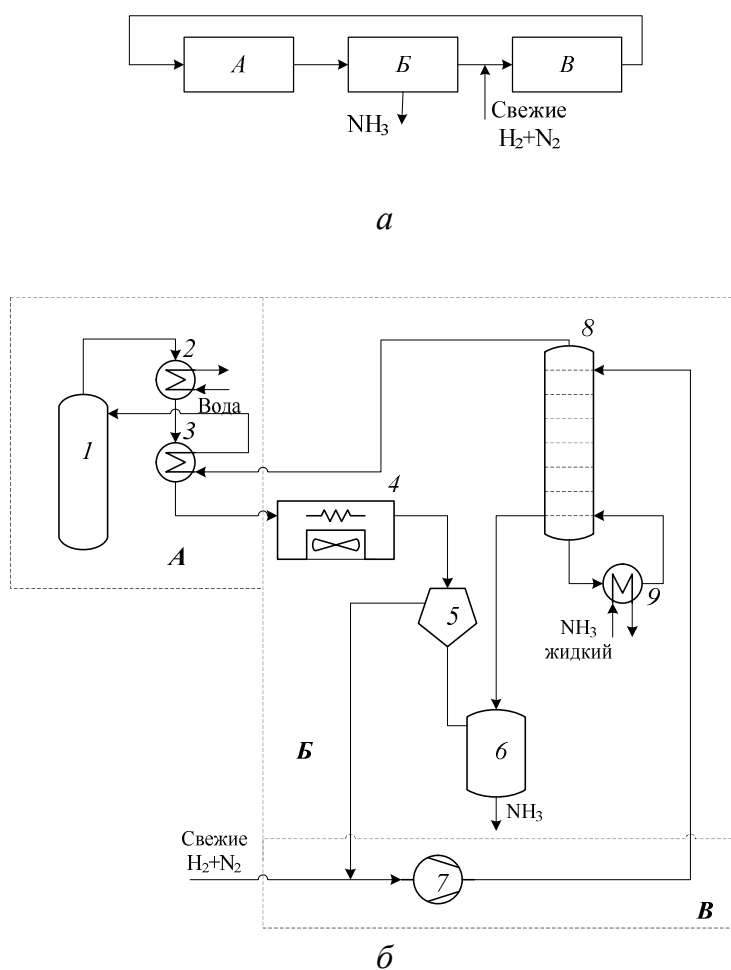 А
Б
В
NH₃
Свежие
H₂+N₂
а
8
2
Вода
3
1
4
А
5
9
NH₃
жидкий
Б
6
NH₃
Свежие
H₂+N₂
7
В
б